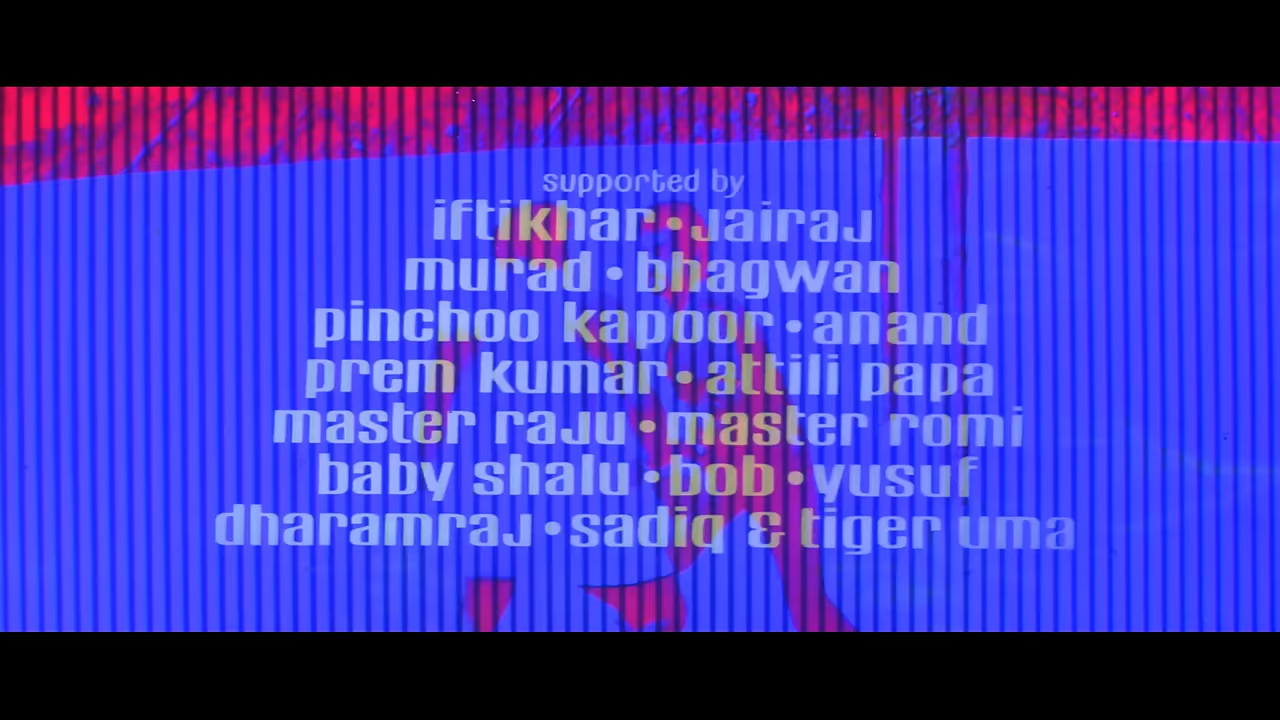 supported by
iftikhar • jairaj
murad • bhagwan
pinchoo kapoor • anand
prem kumar • attili papa
master raju • master romi
baby shalu • bob • yusuf
dharamraj • sadiq & tiger uma